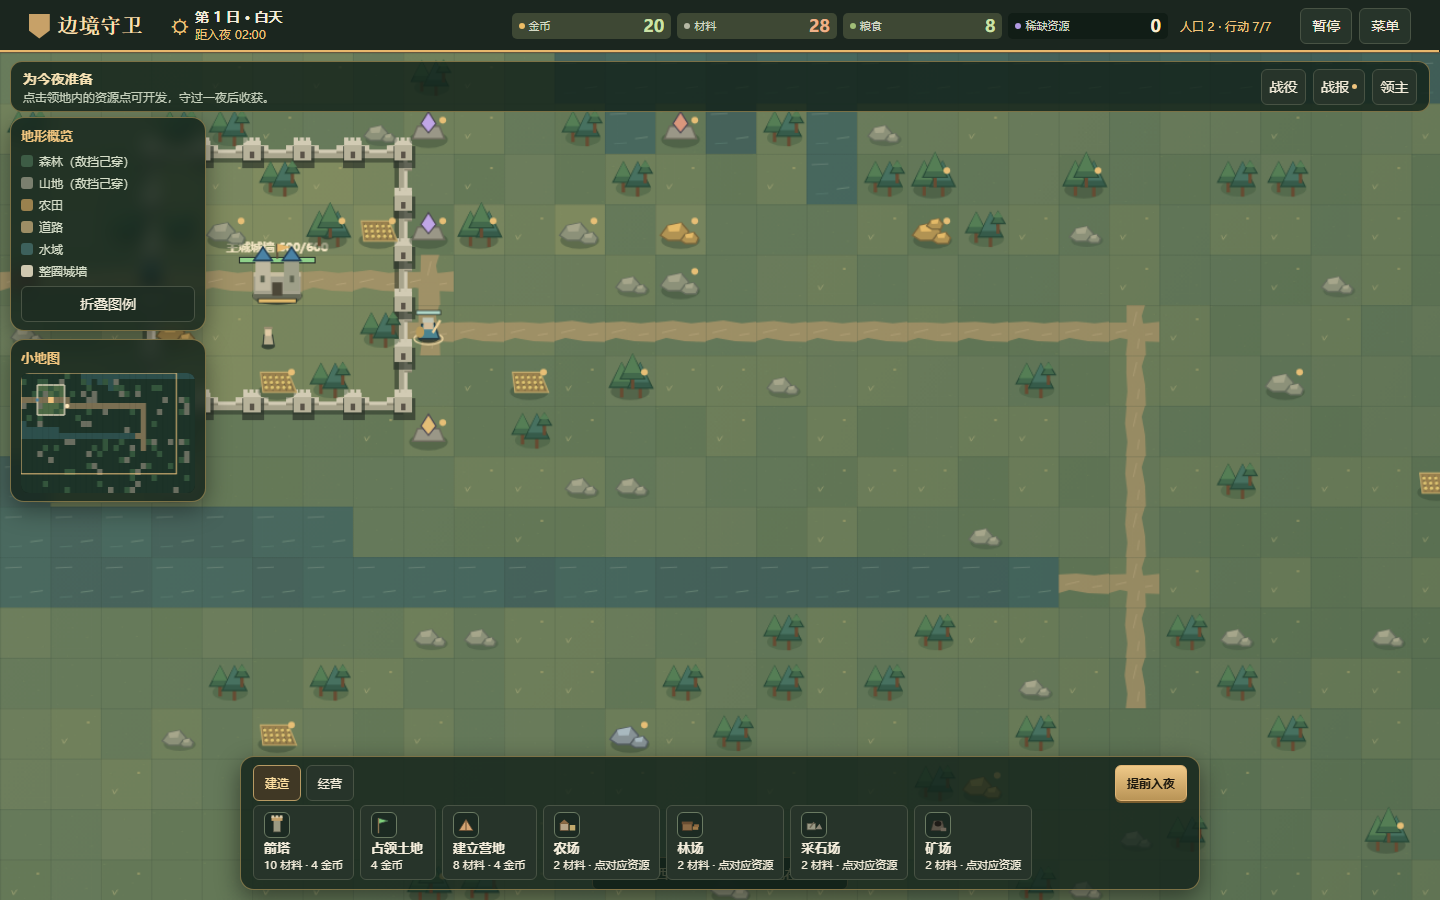 边境守卫
第 1 日 · 白天
距入夜 02:00
金币 20
材料 28
粮食 8
稀缺资源 0
人口 2 · 行动 7/7
暂停
菜单
为今夜准备
点击领地内的资源点可开发，守过一夜后收获。
战役
战报
领主
地形概览
森林（敌挡己穿）
山地（敌挡己穿）
农田
道路
水域
整圈城墙
折叠图例
主城城墙 600/600
小地图
建造
经营
提前入夜
箭塔
10 材料 · 4 金币
占领土地
4 金币
建立营地
8 材料 · 4 金币
农场
2 材料 · 点对应资源
林场
2 材料 · 点对应资源
采石场
2 材料 · 点对应资源
矿场
2 材料 · 点对应资源